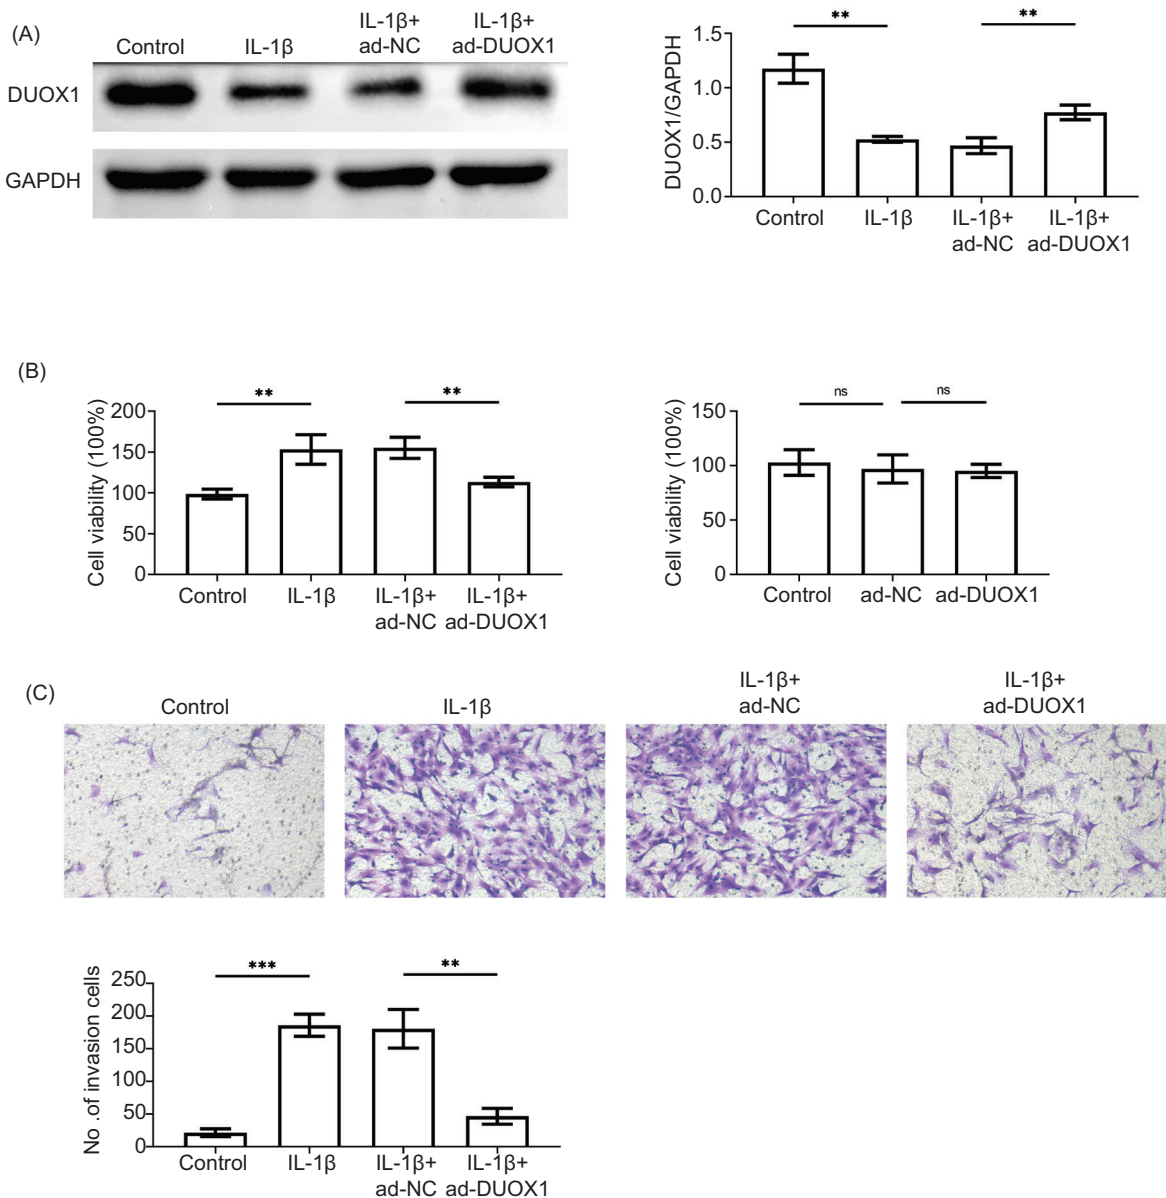 (A)
Control
IL-1β
IL-1β+
ad-NC
IL-1β+
ad-DUOX1
DUOX1
GAPDH
DUOX1/GAPDH
1.5
1.0
0.5
0.0
**
**
Control
IL-1β
IL-1β+
ad-NC
IL-1β+
ad-DUOX1
(B)
Cell viability (100%)
200
150
100
50
0
**
**
Control
IL-1β
IL-1β+
ad-NC
IL-1β+
ad-DUOX1
Cell viability (100%)
150
100
50
0
ns
ns
Control
ad-NC
ad-DUOX1
(C)
Control
IL-1β
IL-1β+
ad-NC
IL-1β+
ad-DUOX1
No .of invasion cells
250
200
150
100
50
0
***
**
Control
IL-1β
IL-1β+
ad-NC
IL-1β+
ad-DUOX1